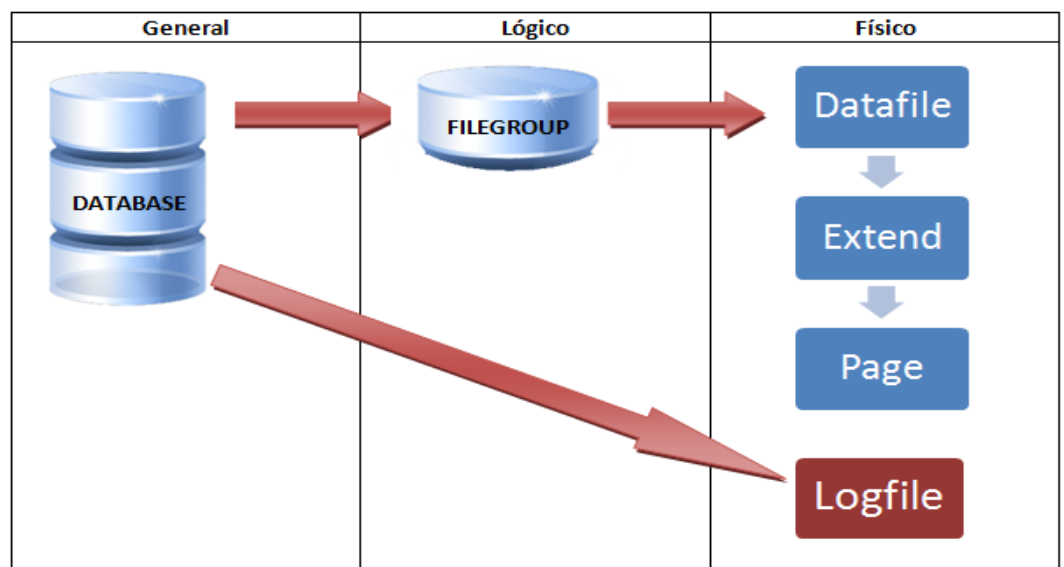 General
Lógico
Físico
DATABASE
FILEGROUP
Datafile
Extend
Page
Logfile